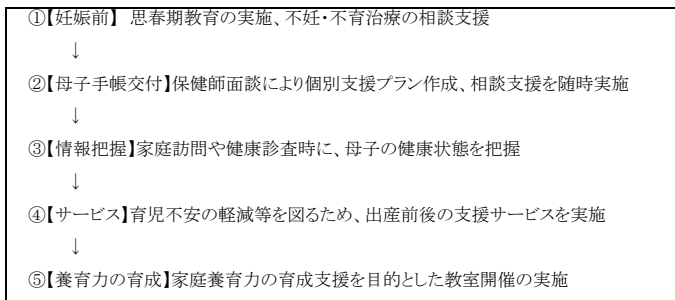 ①【妊娠前】 思春期教育の実施、不妊・不育治療の相談支援
↓
②【母子手帳交付】保健師面談により個別支援プラン作成、相談支援を随時実施
↓
③【情報把握】家庭訪問や健康診査時に、母子の健康状態を把握
↓
④【サービス】育児不安の軽減等を図るため、出産前後の支援サービスを実施
↓
⑤【養育力の育成】家庭養育力の育成支援を目的とした教室開催の実施